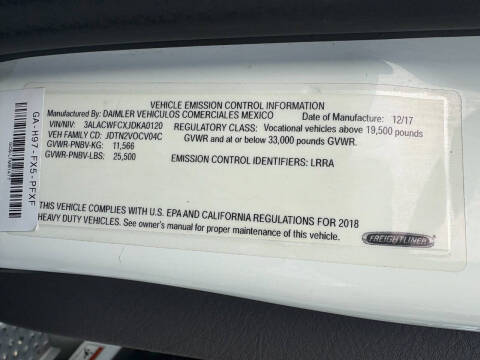 VEHICLE EMISSION CONTROL INFORMATION
Manufactured By: DAIMLER VEHICULOS COMERCIALES MEXICO Date of Manufacture: 12/17
VIN/NIV: 3ALACWFCXJDKA0120 REGULATORY CLASS: Vocational vehicles above 19,500 pounds
VEH FAMILY CD: JDTN2VOCV04C GVWR and at or below 33,000 pounds GVWR.
GVWR-PNBV-KG: 11,566
GVWR-PNBV-LBS: 25,500 EMISSION CONTROL IDENTIFIERS: LRRA
THIS VEHICLE COMPLIES WITH U.S. EPA AND CALIFORNIA REGULATIONS FOR 2018
HEAVY DUTY VEHICLES. See owner's manual for proper maintenance of this vehicle.
FREIGHTLINER
GA-H97-FX5-PFXF